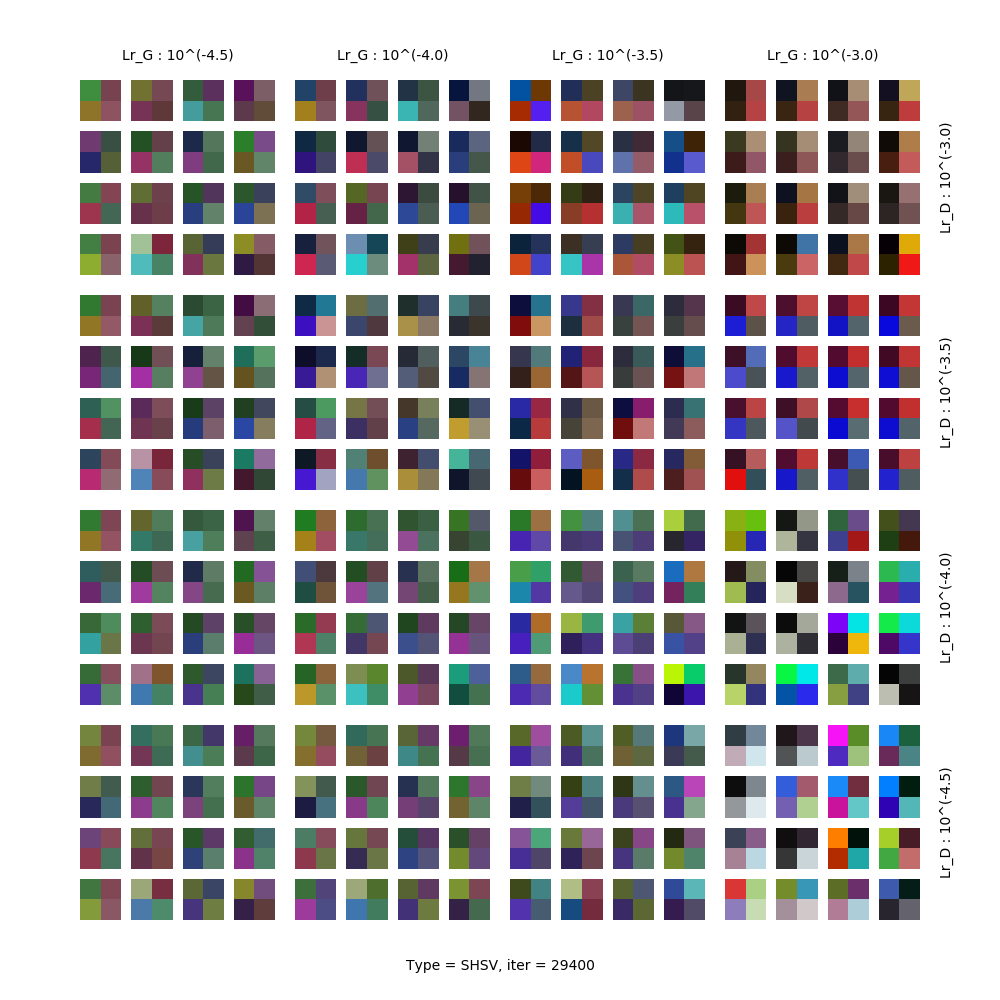 Lr_G : 10^(-4.5)
Lr_G : 10^(-4.0)
Lr_G : 10^(-3.5)
Lr_G : 10^(-3.0)
Lr_D : 10^(-3.0)
Lr_D : 10^(-3.5)
Lr_D : 10^(-4.0)
Lr_D : 10^(-4.5)
Type = SHSV, iter = 29400